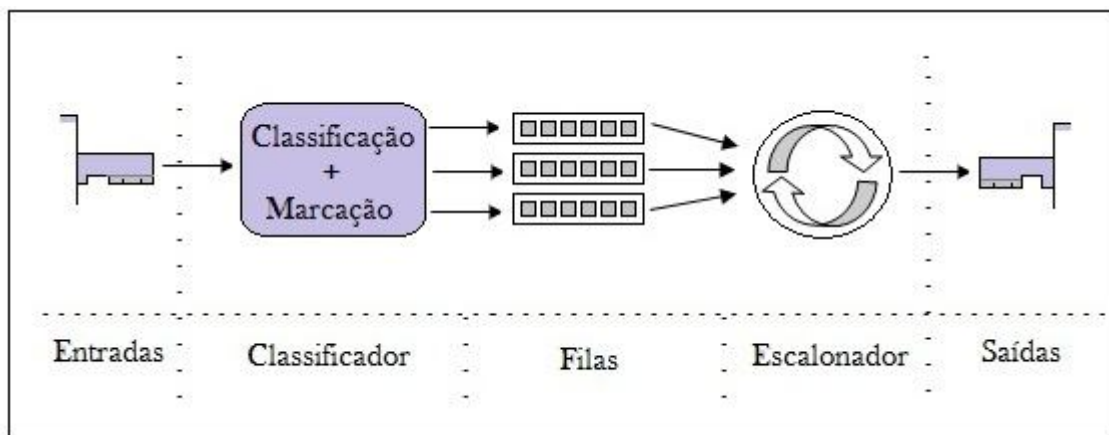 Classificação
+
Marcação
Entradas
Classificador
Filas
Escalonador
Saídas